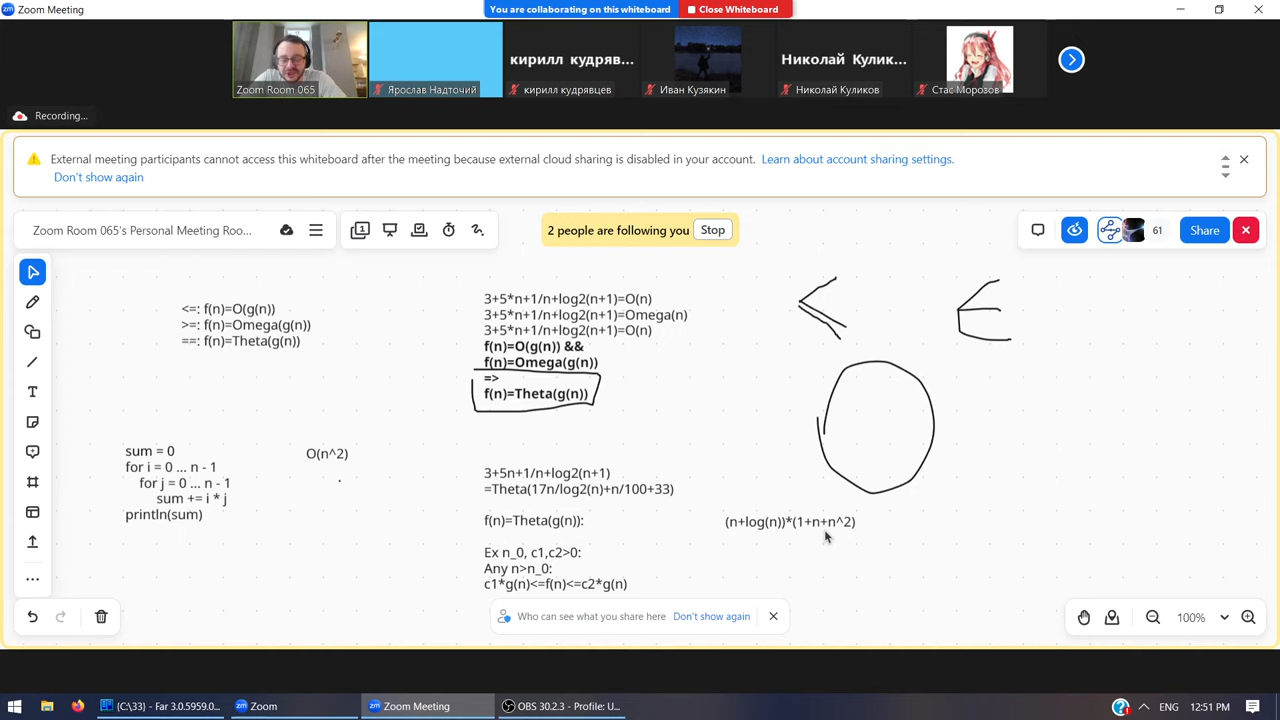 Zoom Meeting
You are collaborating on this whiteboard
Close Whiteboard
Zoom Room 065
Ярослав Надточий
кирилл кудряв...
кирилл кудрявцев
Иван Кузякин
Николай Кулик...
Николай Куликов
Стас Морозов
Recording...
External meeting participants cannot access this whiteboard after the meeting because external cloud sharing is disabled in your account. Learn about account sharing settings.
Don't show again
Zoom Room 065's Personal Meeting Roo...
1
2 people are following you
Stop
61
Share
<=: f(n)=O(g(n))
>=: f(n)=Omega(g(n))
==: f(n)=Theta(g(n))
3+5*n+1/n+log2(n+1)=O(n)
3+5*n+1/n+log2(n+1)=Omega(n)
3+5*n+1/n+log2(n+1)=O(n)
f(n)=O(g(n)) &&
f(n)=Omega(g(n))
=>
f(n)=Theta(g(n))
sum = 0
for i = 0 ... n - 1
for j = 0 ... n - 1
sum += i * j
println(sum)
O(n^2)
.
3+5n+1/n+log2(n+1)
=Theta(17n/log2(n)+n/100+33)
f(n)=Theta(g(n)):
Ex n_0, c1,c2>0:
Any n>n_0:
c1*g(n)<=f(n)<=c2*g(n)
(n+log(n))*(1+n+n^2)
Who can see what you share here
Don't show again
100%
(C:\33) - Far 3.0.5959.0...
Zoom
Zoom Meeting
OBS 30.2.3 - Profile: U...
ENG
12:51 PM